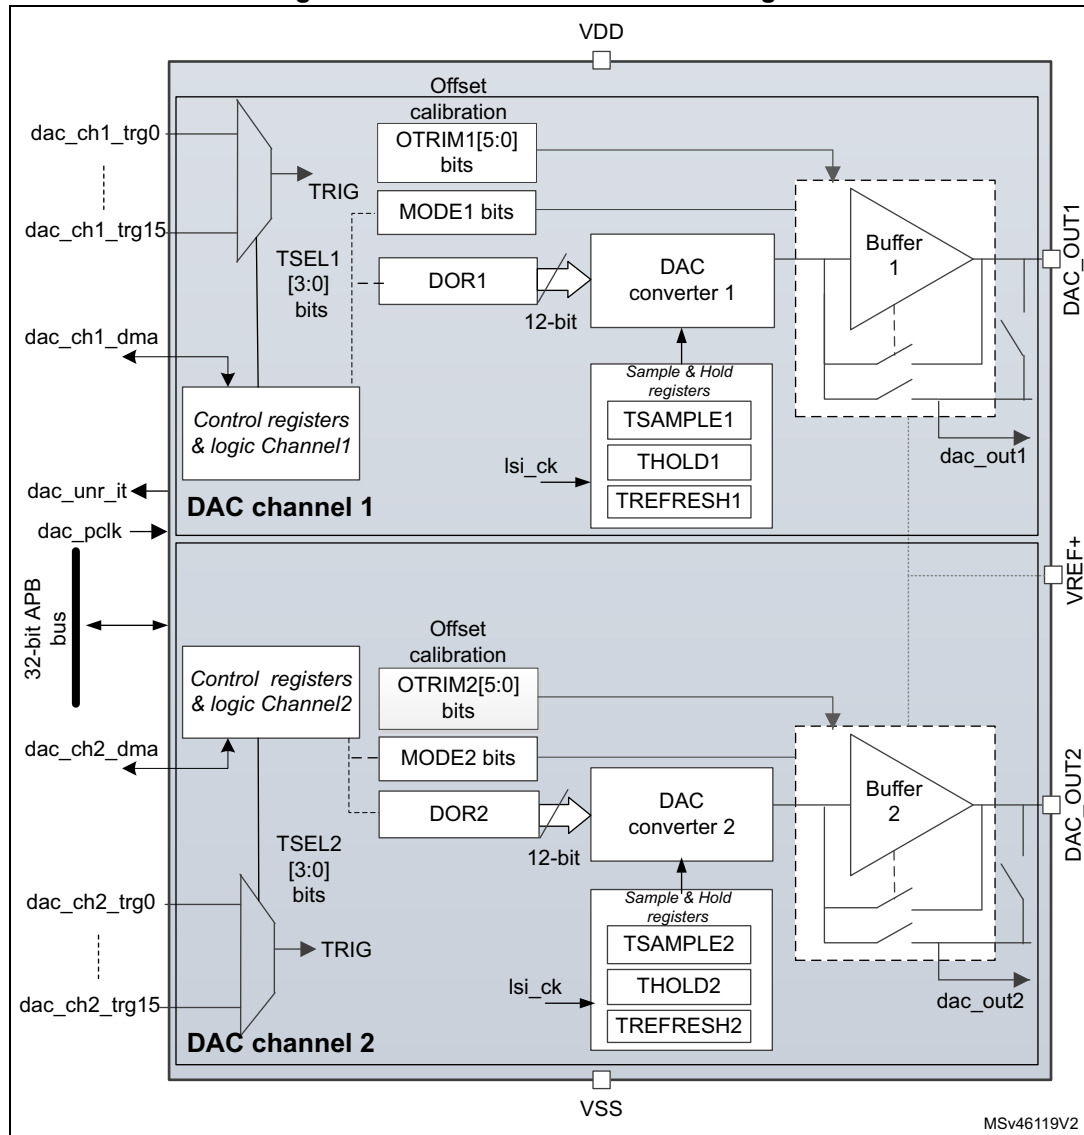 VDD
Offset
calibration
dac_ch1_trg0
OTRIM1[5:0]
bits
TRIG
MODE1 bits
dac_ch1_trg15
TSEL1
[3:0]
bits
DOR1
12-bit
DAC
converter 1
Buffer
1
DAC_OUT1
dac_ch1_dma
Control registers
& logic Channel1
Sample & Hold
registers
TSAMPLE1
THOLD1
TREFRESH1
lsi_ck
dac_out1
dac_unr_it
DAC channel 1
dac_pclk
32-bit APB
bus
VREF+
Offset
calibration
Control registers
& logic Channel2
OTRIM2[5:0]
bits
dac_ch2_dma
MODE2 bits
DOR2
12-bit
DAC
converter 2
Buffer
2
DAC_OUT2
TSEL2
[3:0]
bits
dac_ch2_trg0
TRIG
dac_ch2_trg15
Sample & Hold
registers
TSAMPLE2
THOLD2
TREFRESH2
lsi_ck
dac_out2
DAC channel 2
VSS
MSv46119V2